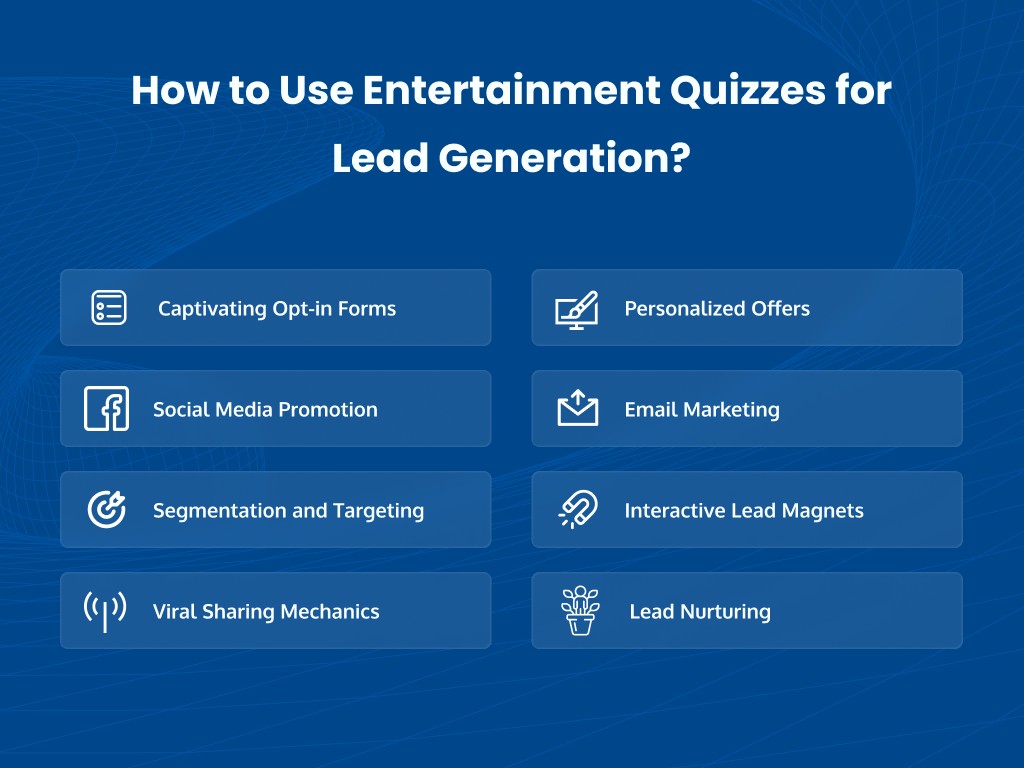 How to Use Entertainment Quizzes for
Lead Generation?
Captivating Opt-in Forms
Personalized Offers
Social Media Promotion
Email Marketing
Segmentation and Targeting
Interactive Lead Magnets
Viral Sharing Mechanics
Lead Nurturing